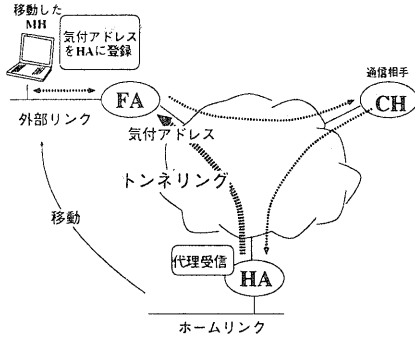 移動した
MH
気付アドレス
をHAに登録
FA
外部リンク
気付アドレス
通信相手
CH
トンネリング
移動
代理受信
HA
ホームリンク